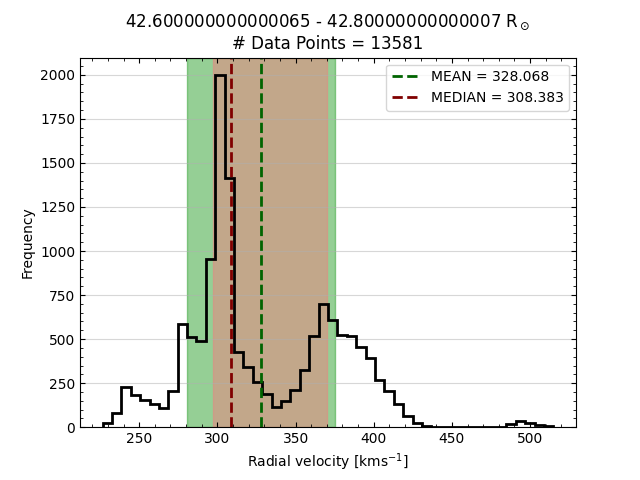 42.600000000000065 - 42.80000000000007 R⊙
# Data Points = 13581
MEAN = 328.068
MEDIAN = 308.383
Frequency
2000
1750
1500
1250
1000
750
500
250
0
250 300 350 400 450 500
Radial velocity [kms⁻¹]